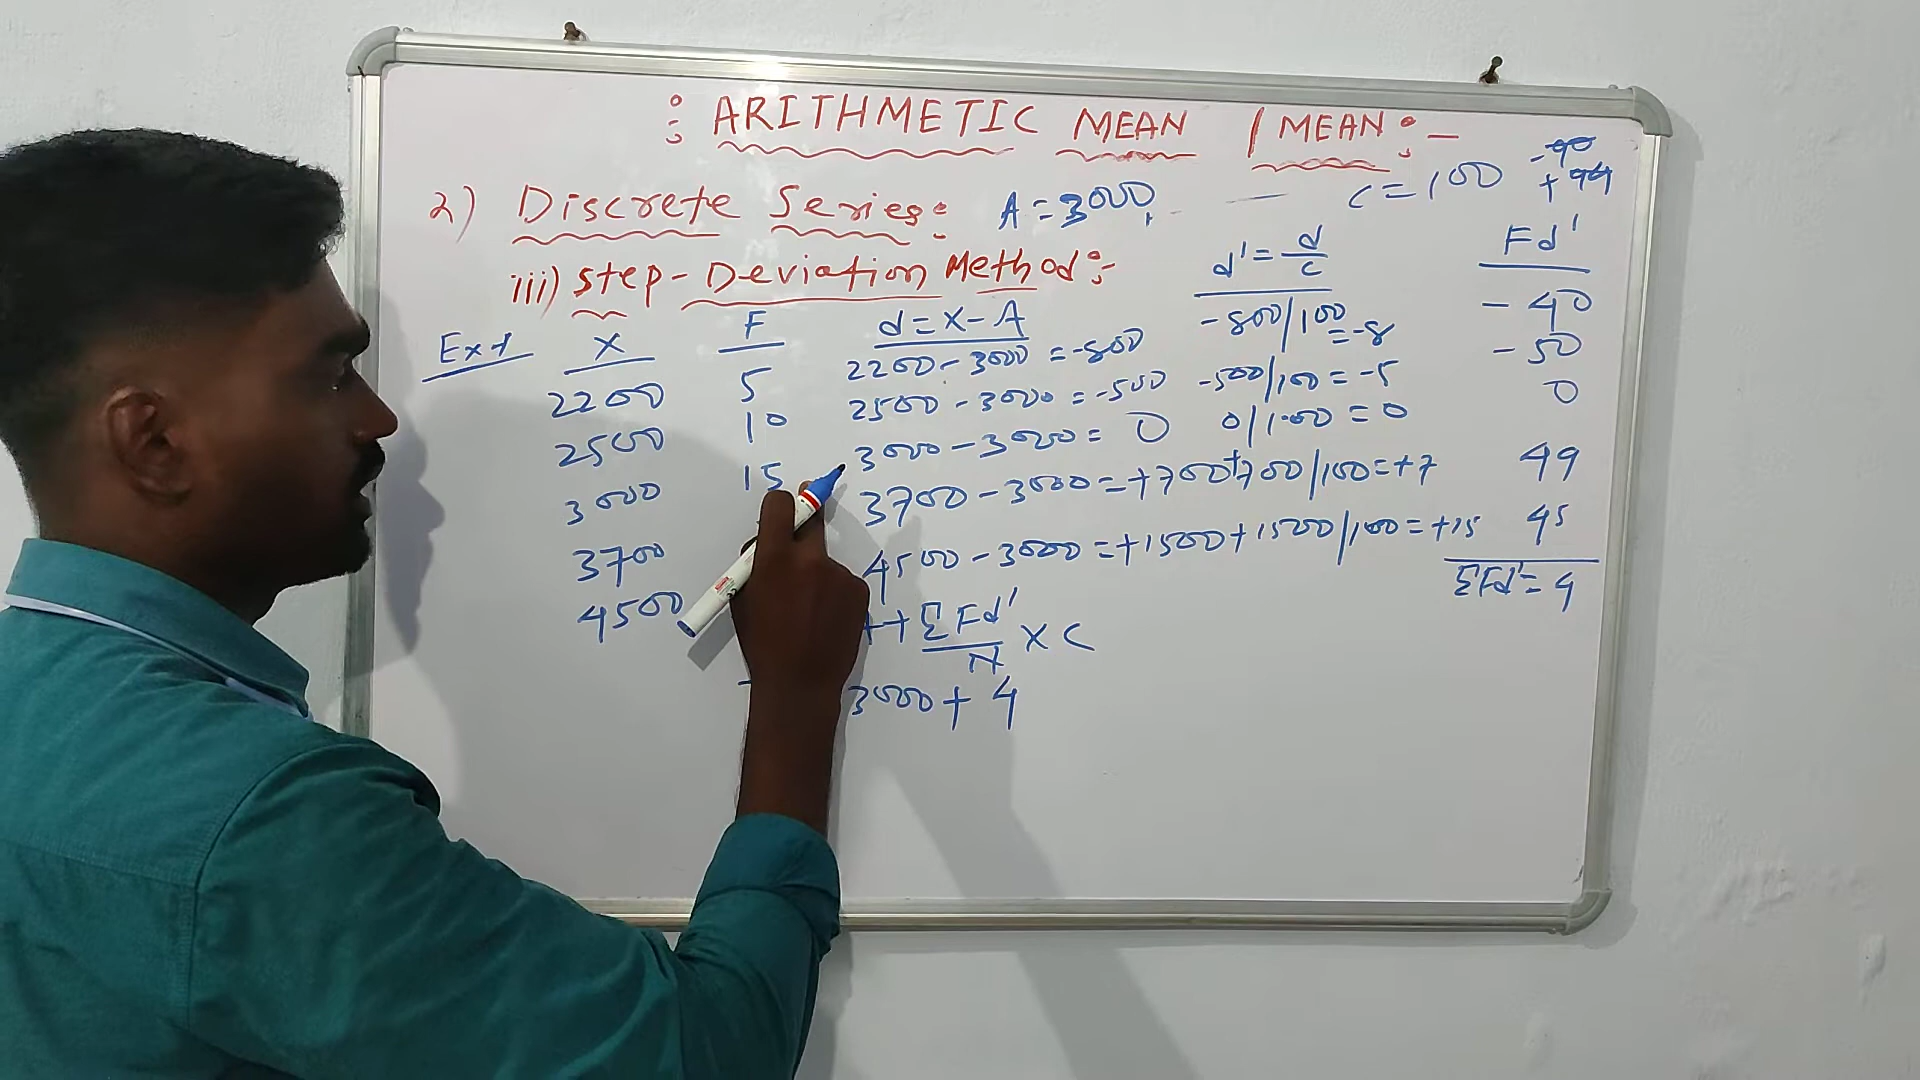 : ARITHMETIC MEAN / MEAN : -
-90
+ 94
2) Discrete Series: A = 3000, C = 100
iii) Step - Deviation Method :-
Ex-1 X F d = X - A d' = d/c Fd'
2200 5 2200 - 3000 = -800 -800/100 = -8 - 40
2500 10 2500 - 3000 = -500 -500/100 = -5 - 50
3000 15 3000 - 3000 = 0 0/100 = 0 0
3700 3700 - 3000 = +700 +700/100 = +7 49
4500 4500 - 3000 = +1500 +1500/100 = +15 45
ΣFd' = 4
+ ΣFd'/N X C
3000 + 4